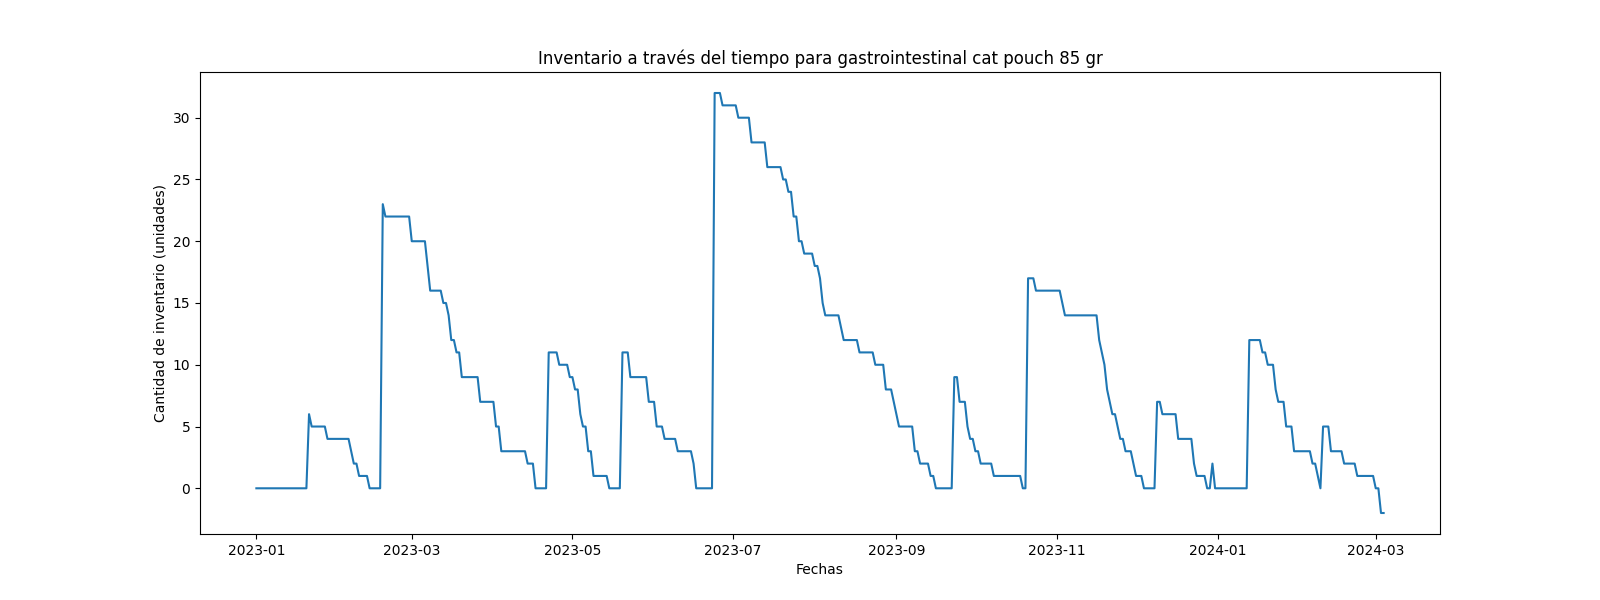 Inventario a través del tiempo para gastrointestinal cat pouch 85 gr
Cantidad de inventario (unidades)
30
25
20
15
10
5
0
2023-01 2023-03 2023-05 2023-07 2023-09 2023-11 2024-01 2024-03
Fechas